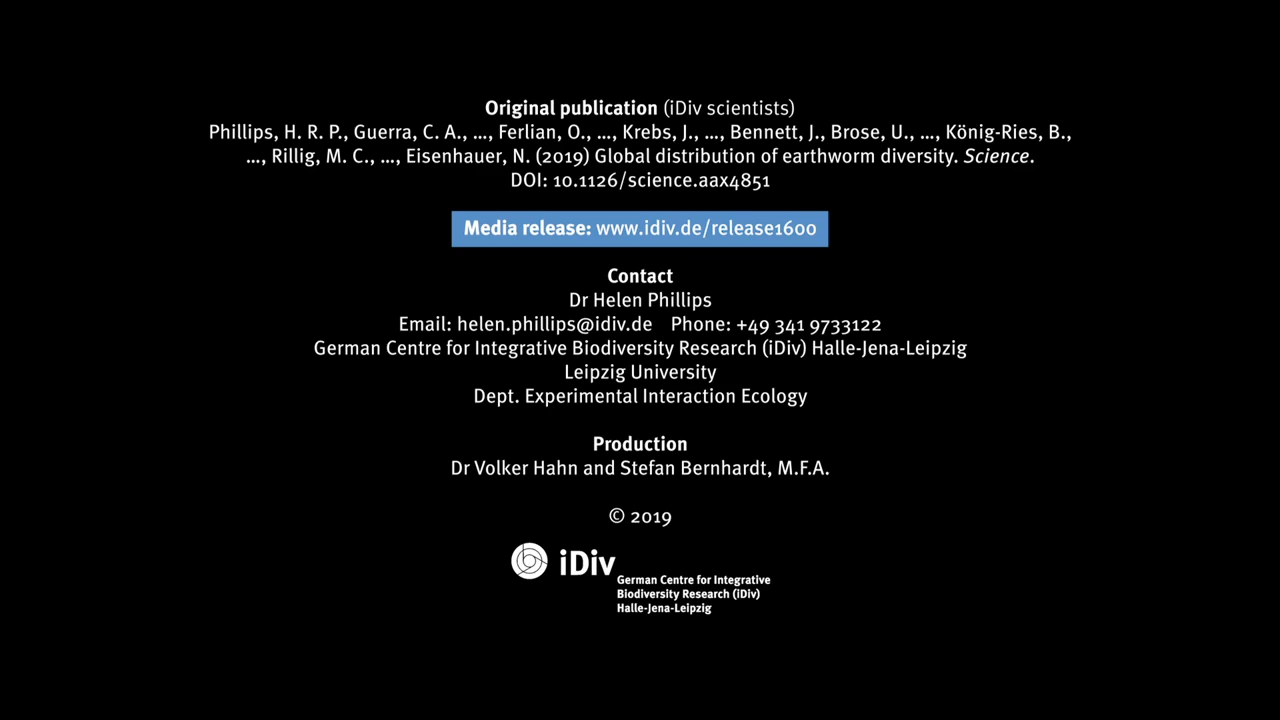 Original publication (iDiv scientists)
Phillips, H. R. P., Guerra, C. A., ..., Ferlian, O., ..., Krebs, J., ..., Bennett, J., Brose, U., ..., König-Ries, B.,
..., Rillig, M. C., ..., Eisenhauer, N. (2019) Global distribution of earthworm diversity. Science.
DOI: 10.1126/science.aax4851
Media release: www.idiv.de/release1600
Contact
Dr Helen Phillips
Email: helen.phillips@idiv.de Phone: +49 341 9733122
German Centre for Integrative Biodiversity Research (iDiv) Halle-Jena-Leipzig
Leipzig University
Dept. Experimental Interaction Ecology
Production
Dr Volker Hahn and Stefan Bernhardt, M.F.A.
© 2019
iDiv
German Centre for Integrative
Biodiversity Research (iDiv)
Halle-Jena-Leipzig